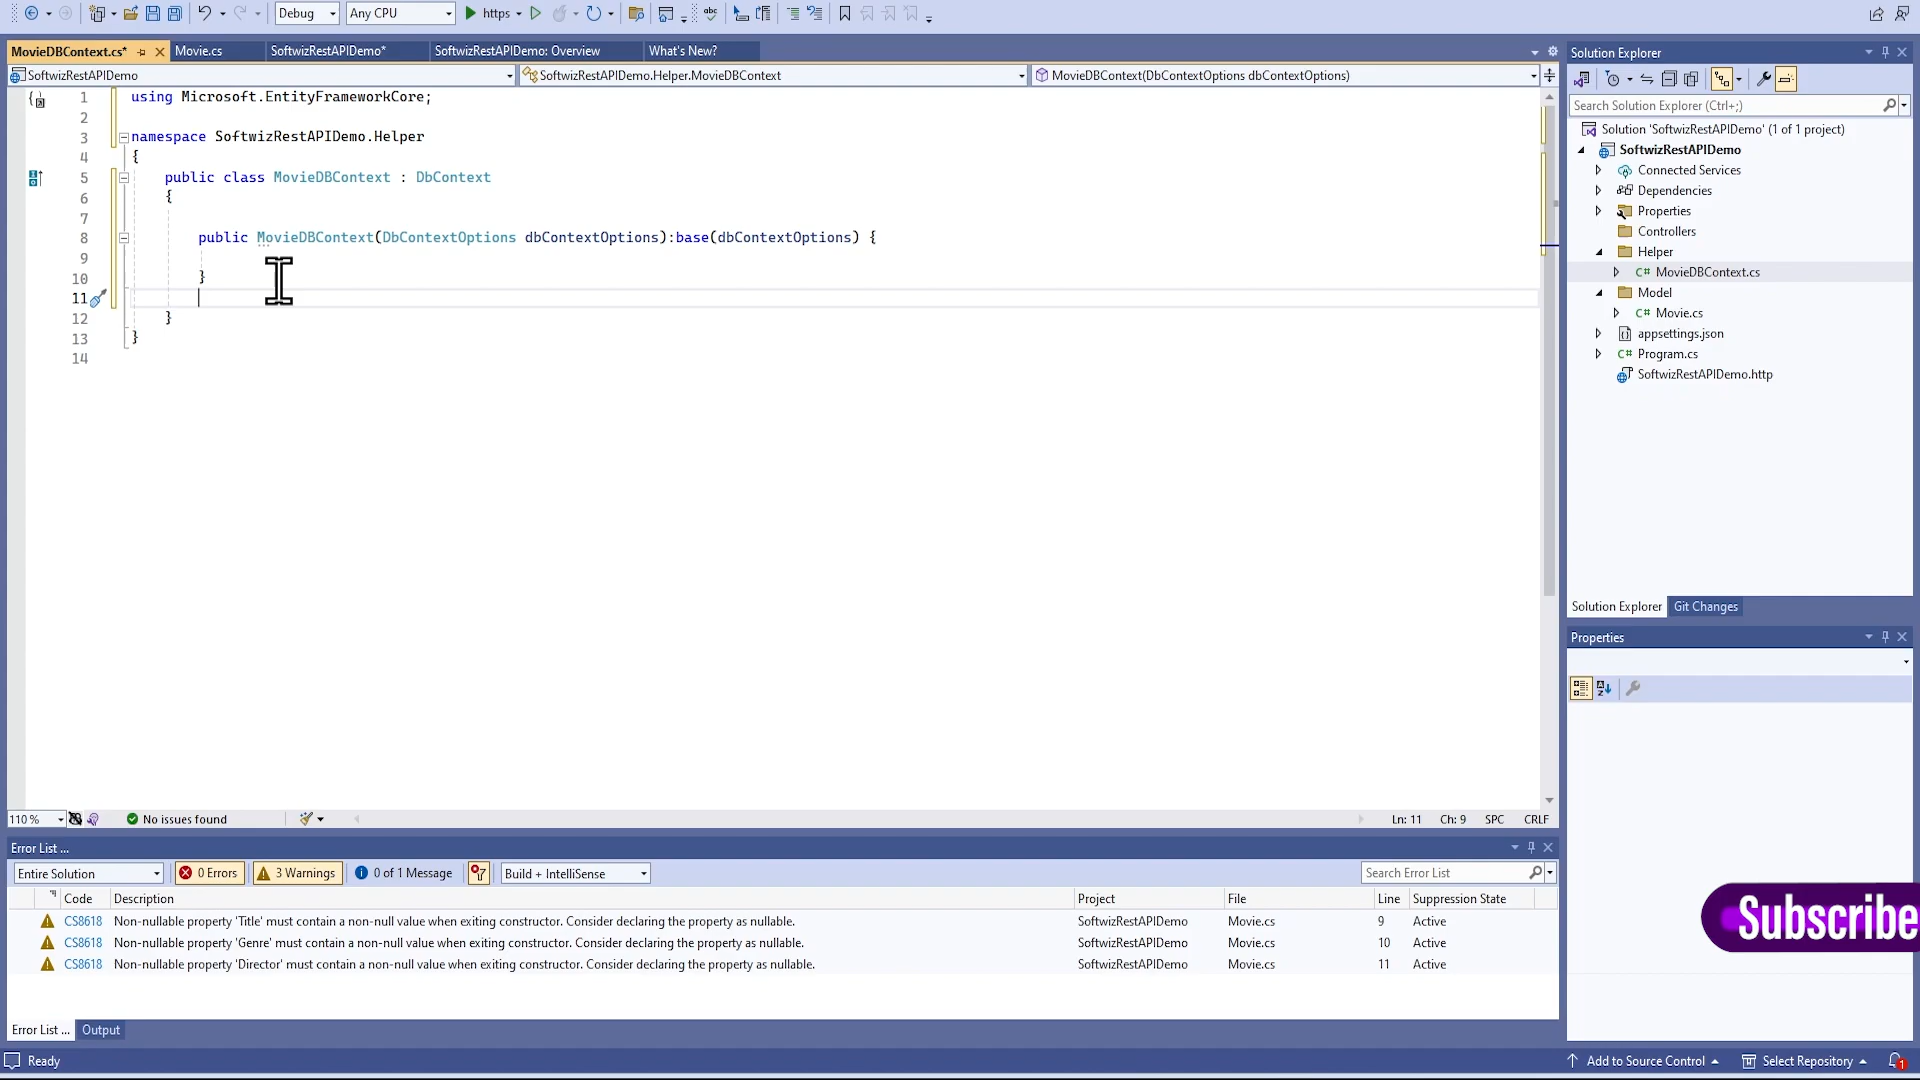 Debug Any CPU https
MovieDBContext.cs* Movie.cs SoftwizRestAPIDemo* SoftwizRestAPIDemo: Overview What's New?
SoftwizRestAPIDemo SoftwizRestAPIDemo.Helper.MovieDBContext MovieDBContext(DbContextOptions dbContextOptions)
1 using Microsoft.EntityFrameworkCore;
2
3 namespace SoftwizRestAPIDemo.Helper
4 {
5 public class MovieDBContext : DbContext
6 {
7
8 public MovieDBContext(DbContextOptions dbContextOptions):base(dbContextOptions) {
9
10 }
11
12 }
13 }
14
110 % No issues found Ln: 11 Ch: 9 SPC CRLF
Solution Explorer
Search Solution Explorer (Ctrl+;)
Solution 'SoftwizRestAPIDemo' (1 of 1 project)
SoftwizRestAPIDemo
Connected Services
Dependencies
Properties
Controllers
Helper
C# MovieDBContext.cs
Model
C# Movie.cs
appsettings.json
C# Program.cs
SoftwizRestAPIDemo.http
Solution Explorer Git Changes
Properties
Error List ...
Entire Solution 0 Errors 3 Warnings 0 of 1 Message Build + IntelliSense Search Error List
Code Description Project File Line Suppression State
CS8618 Non-nullable property 'Title' must contain a non-null value when exiting constructor. Consider declaring the property as nullable. SoftwizRestAPIDemo Movie.cs 9 Active
CS8618 Non-nullable property 'Genre' must contain a non-null value when exiting constructor. Consider declaring the property as nullable. SoftwizRestAPIDemo Movie.cs 10 Active
CS8618 Non-nullable property 'Director' must contain a non-null value when exiting constructor. Consider declaring the property as nullable. SoftwizRestAPIDemo Movie.cs 11 Active
Subscribe
Error List ... Output
Ready Add to Source Control Select Repository 1